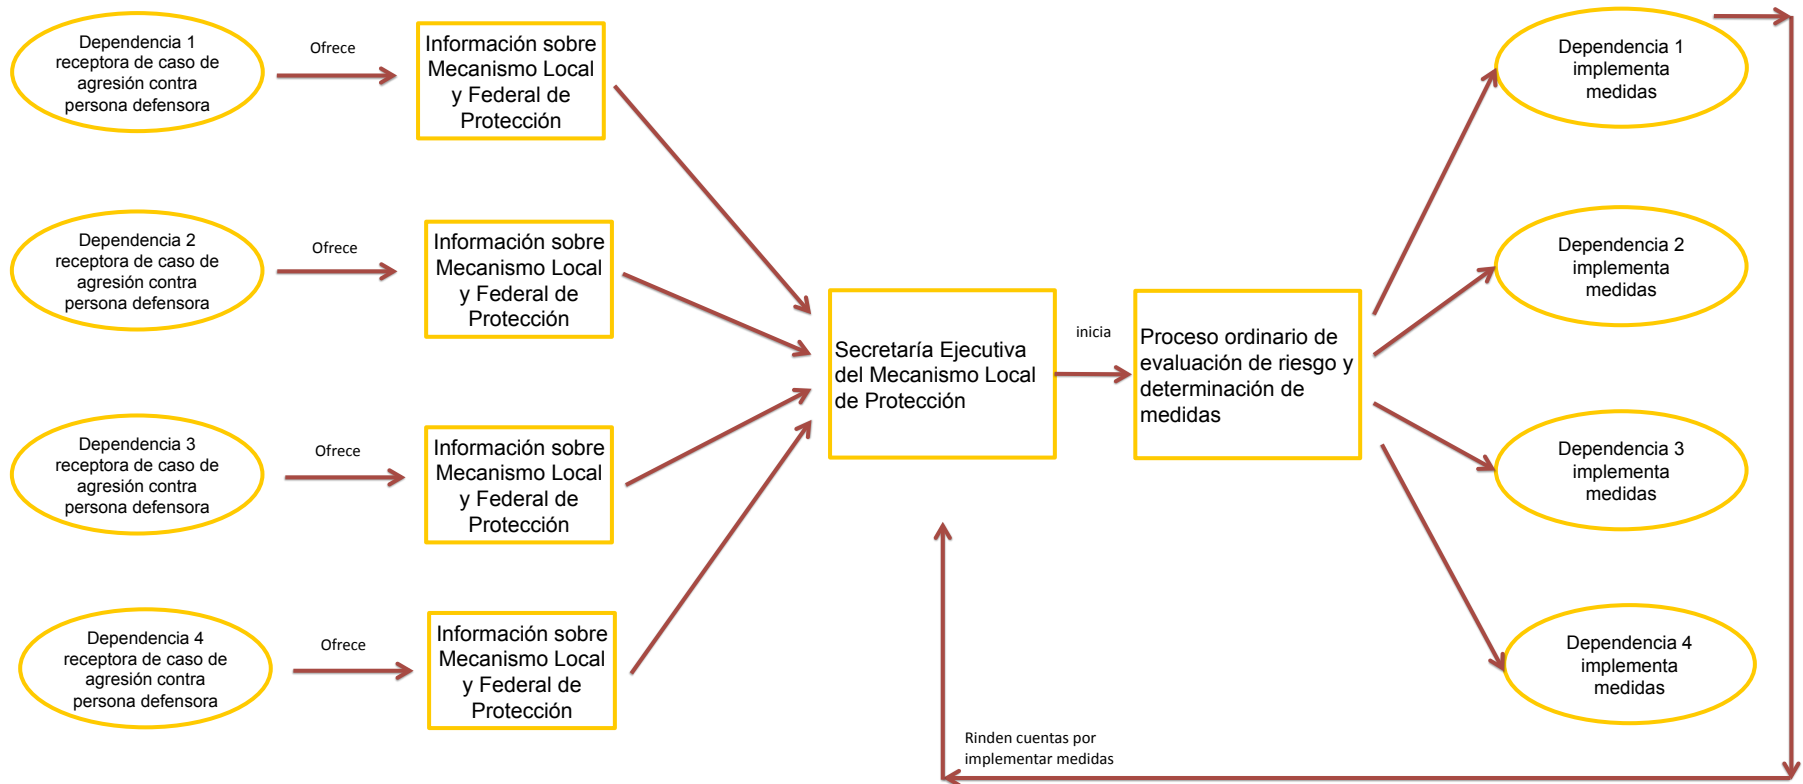 Dependencia 1
receptora de caso de
agresión contra
persona defensora
Ofrece
Información sobre
Mecanismo Local
y Federal de
Protección
Dependencia 2
receptora de caso de
agresión contra
persona defensora
Ofrece
Información sobre
Mecanismo Local
y Federal de
Protección
Dependencia 3
receptora de caso de
agresión contra
persona defensora
Ofrece
Información sobre
Mecanismo Local
y Federal de
Protección
Dependencia 4
receptora de caso de
agresión contra
persona defensora
Ofrece
Información sobre
Mecanismo Local
y Federal de
Protección
Secretaría Ejecutiva
del Mecanismo Local
de Protección
inicia
Proceso ordinario de
evaluación de riesgo y
determinación de
medidas
Dependencia 1
implementa
medidas
Dependencia 2
implementa
medidas
Dependencia 3
implementa
medidas
Dependencia 4
implementa
medidas
Rinden cuentas por
implementar medidas